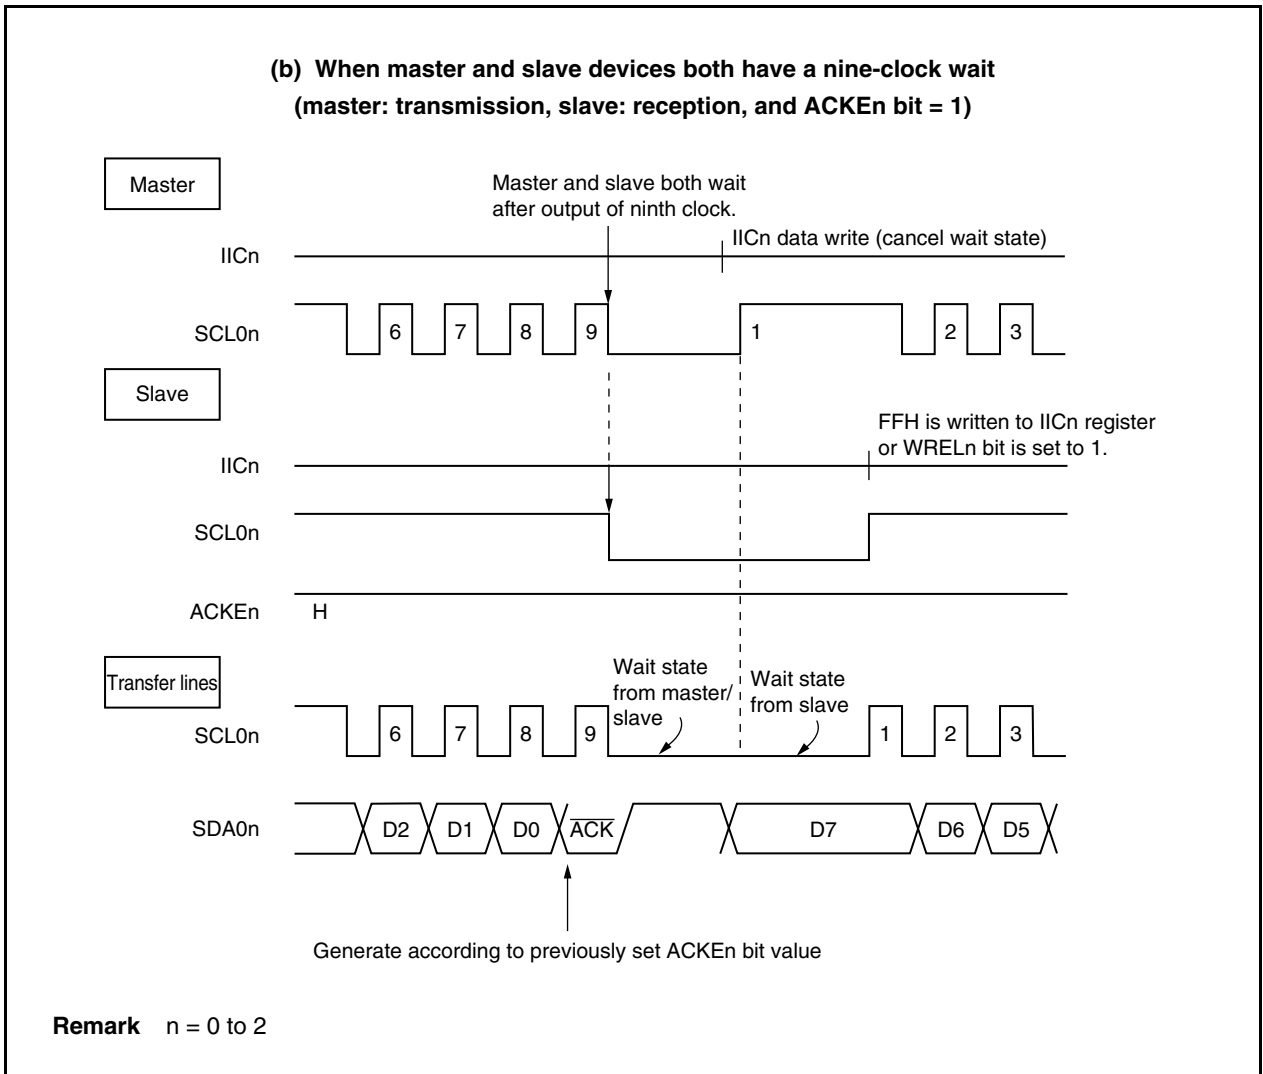 (b) When master and slave devices both have a nine-clock wait
(master: transmission, slave: reception, and ACKEn bit = 1)
Master
Master and slave both wait
after output of ninth clock.
IICn
IICn data write (cancel wait state)
SCL0n
6 7 8 9 1 2 3
Slave
FFH is written to IICn register
or WRELn bit is set to 1.
IICn
SCL0n
ACKEn H
Transfer lines
Wait state
from master/
slave
Wait state
from slave
SCL0n
6 7 8 9 1 2 3
SDA0n
D2 D1 D0 ACK D7 D6 D5
Generate according to previously set ACKEn bit value
Remark n = 0 to 2